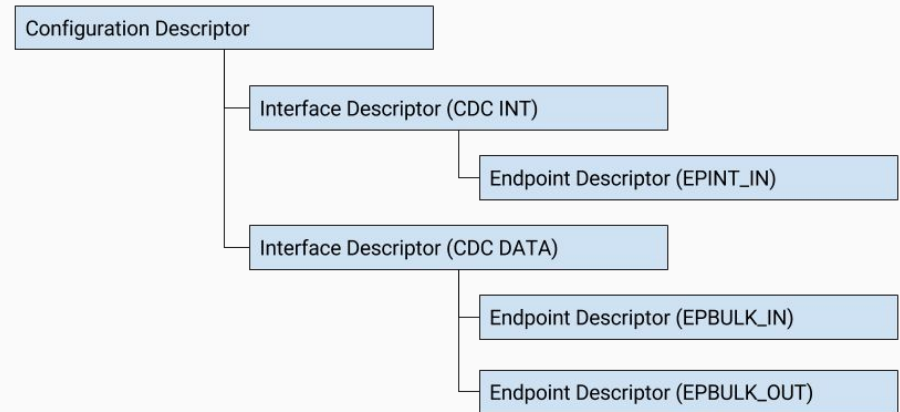 Configuration Descriptor
Interface Descriptor (CDC INT)
Endpoint Descriptor (EPINT_IN)
Interface Descriptor (CDC DATA)
Endpoint Descriptor (EPBULK_IN)
Endpoint Descriptor (EPBULK_OUT)